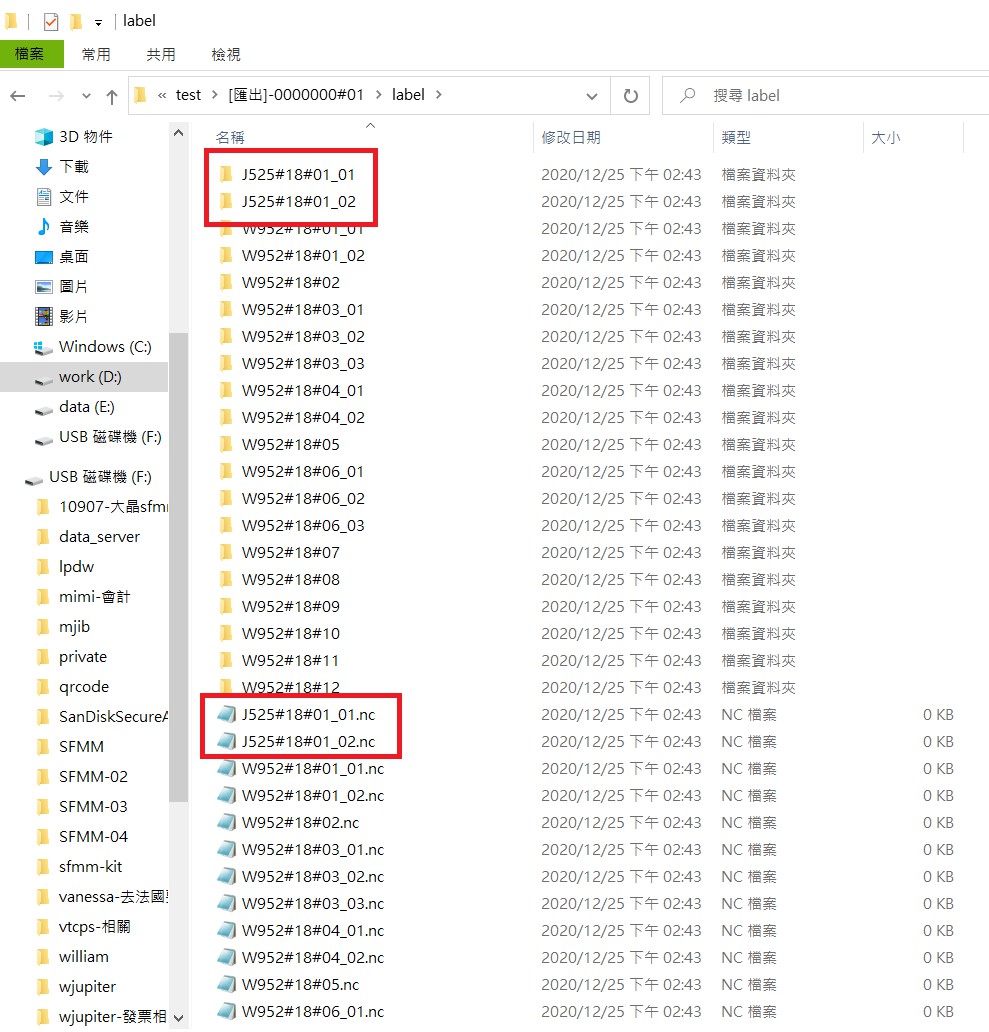 label
檔案 常用 共用 檢視
« test > [匯出]-0000000#01 > label > 搜尋 label
3D 物件
下載
文件
音樂
桌面
圖片
影片
Windows (C:)
work (D:)
data (E:)
USB 磁碟機 (F:)
USB 磁碟機 (F:)
10907-大晶sfmm
data_server
lpdw
mimi-會計
mjib
private
qrcode
SanDiskSecureA
SFMM
SFMM-02
SFMM-03
SFMM-04
sfmm-kit
vanessa-去法國
vtcps-相關
william
wjupiter
wjupiter-發票相
名稱 修改日期 類型 大小
J525#18#01_01 2020/12/25 下午 02:43 檔案資料夾
J525#18#01_02 2020/12/25 下午 02:43 檔案資料夾
W952#18#01_01 2020/12/25 下午 02:43 檔案資料夾
W952#18#01_02 2020/12/25 下午 02:43 檔案資料夾
W952#18#02 2020/12/25 下午 02:43 檔案資料夾
W952#18#03_01 2020/12/25 下午 02:43 檔案資料夾
W952#18#03_02 2020/12/25 下午 02:43 檔案資料夾
W952#18#03_03 2020/12/25 下午 02:43 檔案資料夾
W952#18#04_01 2020/12/25 下午 02:43 檔案資料夾
W952#18#04_02 2020/12/25 下午 02:43 檔案資料夾
W952#18#05 2020/12/25 下午 02:43 檔案資料夾
W952#18#06_01 2020/12/25 下午 02:43 檔案資料夾
W952#18#06_02 2020/12/25 下午 02:43 檔案資料夾
W952#18#06_03 2020/12/25 下午 02:43 檔案資料夾
W952#18#07 2020/12/25 下午 02:43 檔案資料夾
W952#18#08 2020/12/25 下午 02:43 檔案資料夾
W952#18#09 2020/12/25 下午 02:43 檔案資料夾
W952#18#10 2020/12/25 下午 02:43 檔案資料夾
W952#18#11 2020/12/25 下午 02:43 檔案資料夾
W952#18#12 2020/12/25 下午 02:43 檔案資料夾
J525#18#01_01.nc 2020/12/25 下午 02:43 NC 檔案 0 KB
J525#18#01_02.nc 2020/12/25 下午 02:43 NC 檔案 0 KB
W952#18#01_01.nc 2020/12/25 下午 02:43 NC 檔案 0 KB
W952#18#01_02.nc 2020/12/25 下午 02:43 NC 檔案 0 KB
W952#18#02.nc 2020/12/25 下午 02:43 NC 檔案 0 KB
W952#18#03_01.nc 2020/12/25 下午 02:43 NC 檔案 0 KB
W952#18#03_02.nc 2020/12/25 下午 02:43 NC 檔案 0 KB
W952#18#03_03.nc 2020/12/25 下午 02:43 NC 檔案 0 KB
W952#18#04_01.nc 2020/12/25 下午 02:43 NC 檔案 0 KB
W952#18#04_02.nc 2020/12/25 下午 02:43 NC 檔案 0 KB
W952#18#05.nc 2020/12/25 下午 02:43 NC 檔案 0 KB
W952#18#06_01.nc 2020/12/25 下午 02:43 NC 檔案 0 KB